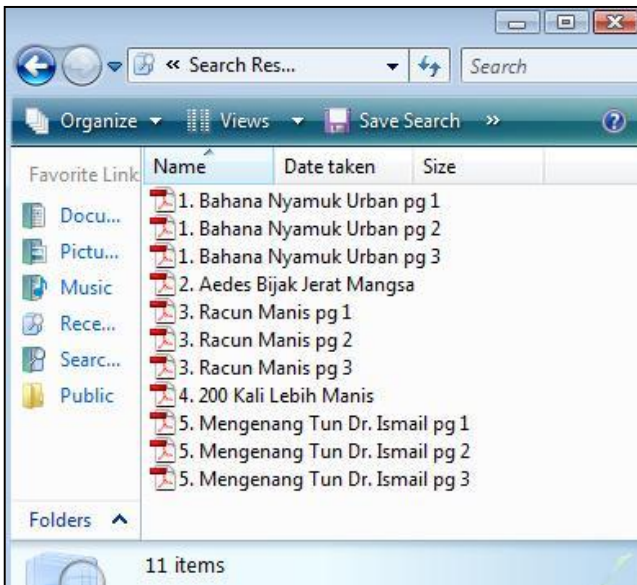 « Search Res...
Search
Organize
Views
Save Search
»
?
Favorite Link
Name
Date taken
Size
Docu...
Pictu...
Music
Rece...
Searc...
Public
1. Bahana Nyamuk Urban pg 1
1. Bahana Nyamuk Urban pg 2
1. Bahana Nyamuk Urban pg 3
2. Aedes Bijak Jerat Mangsa
3. Racun Manis pg 1
3. Racun Manis pg 2
3. Racun Manis pg 3
4. 200 Kali Lebih Manis
5. Mengenang Tun Dr. Ismail pg 1
5. Mengenang Tun Dr. Ismail pg 2
5. Mengenang Tun Dr. Ismail pg 3
Folders
11 items